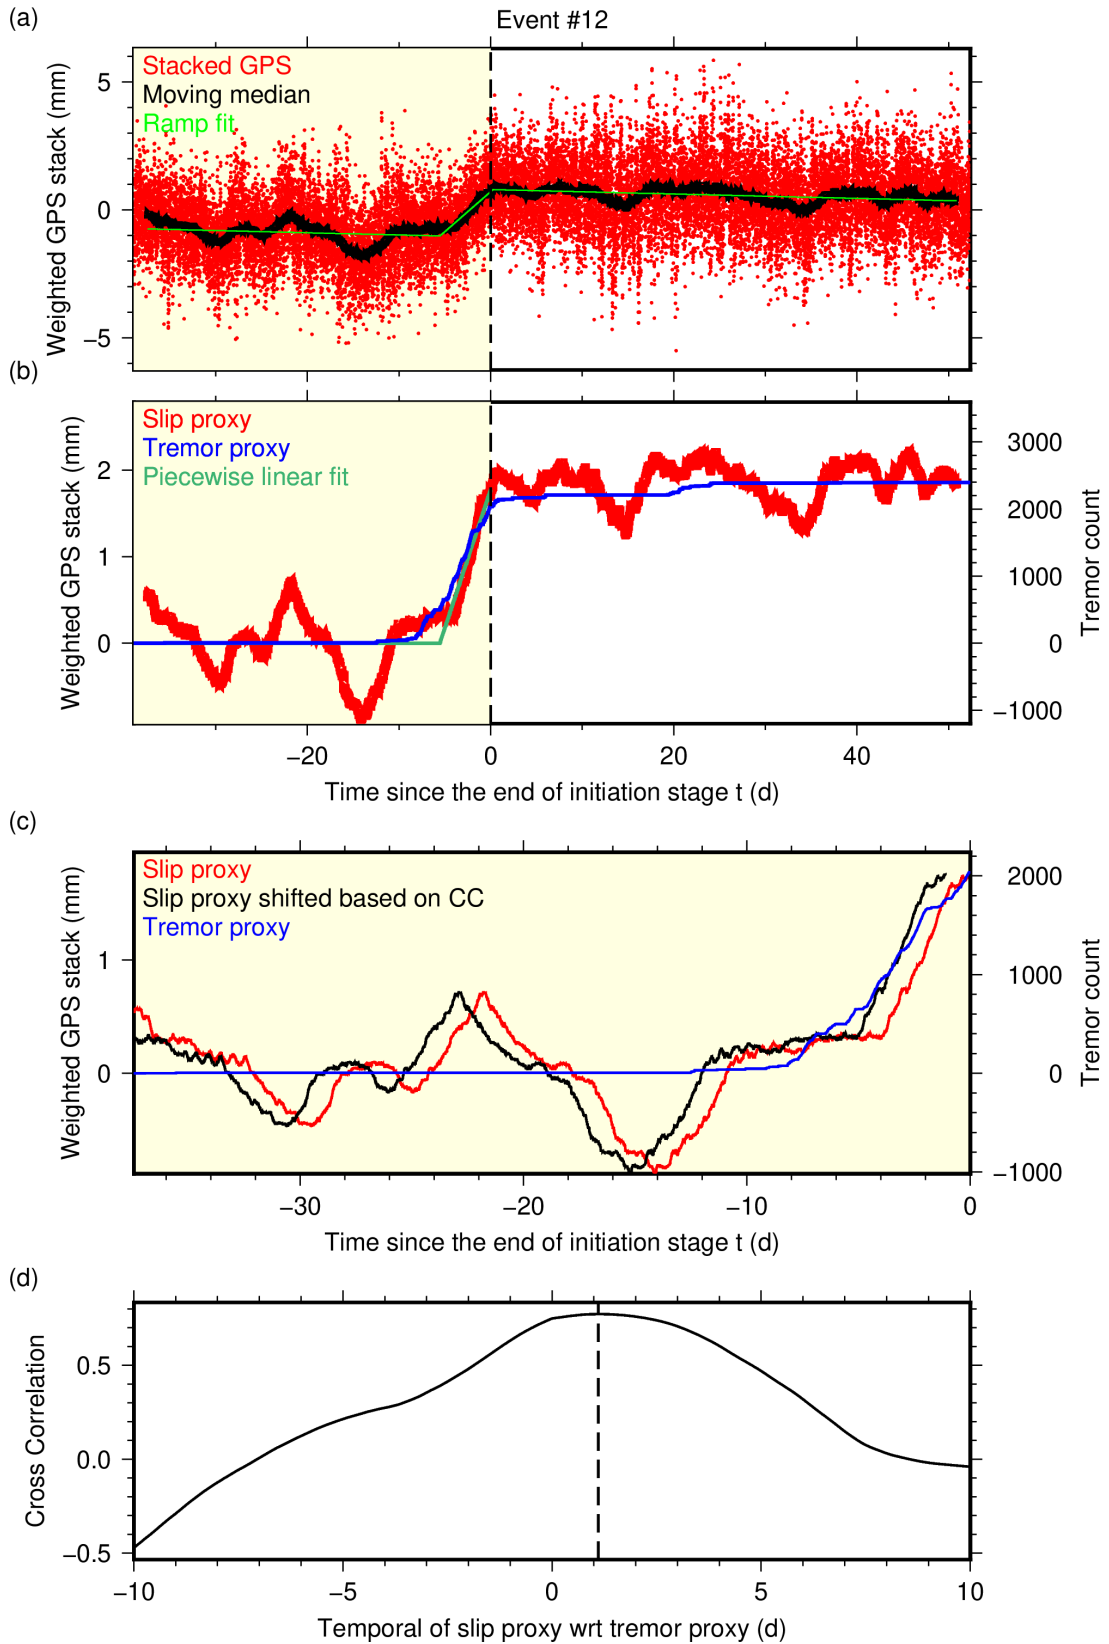 (a)
Event #12
Stacked GPS
Moving median
Ramp fit
Weighted GPS stack (mm)
5
0
−5
(b)
Slip proxy
Tremor proxy
Piecewise linear fit
Weighted GPS stack (mm)
2
1
0
3000
2000
1000
0
−1000
Tremor count
−20 0 20 40
Time since the end of initiation stage t (d)
(c)
Slip proxy
Slip proxy shifted based on CC
Tremor proxy
Weighted GPS stack (mm)
1
0
2000
1000
0
−1000
Tremor count
−30 −20 −10 0
Time since the end of initiation stage t (d)
(d)
Cross Correlation
0.5
0.0
−0.5
−10 −5 0 5 10
Temporal of slip proxy wrt tremor proxy (d)